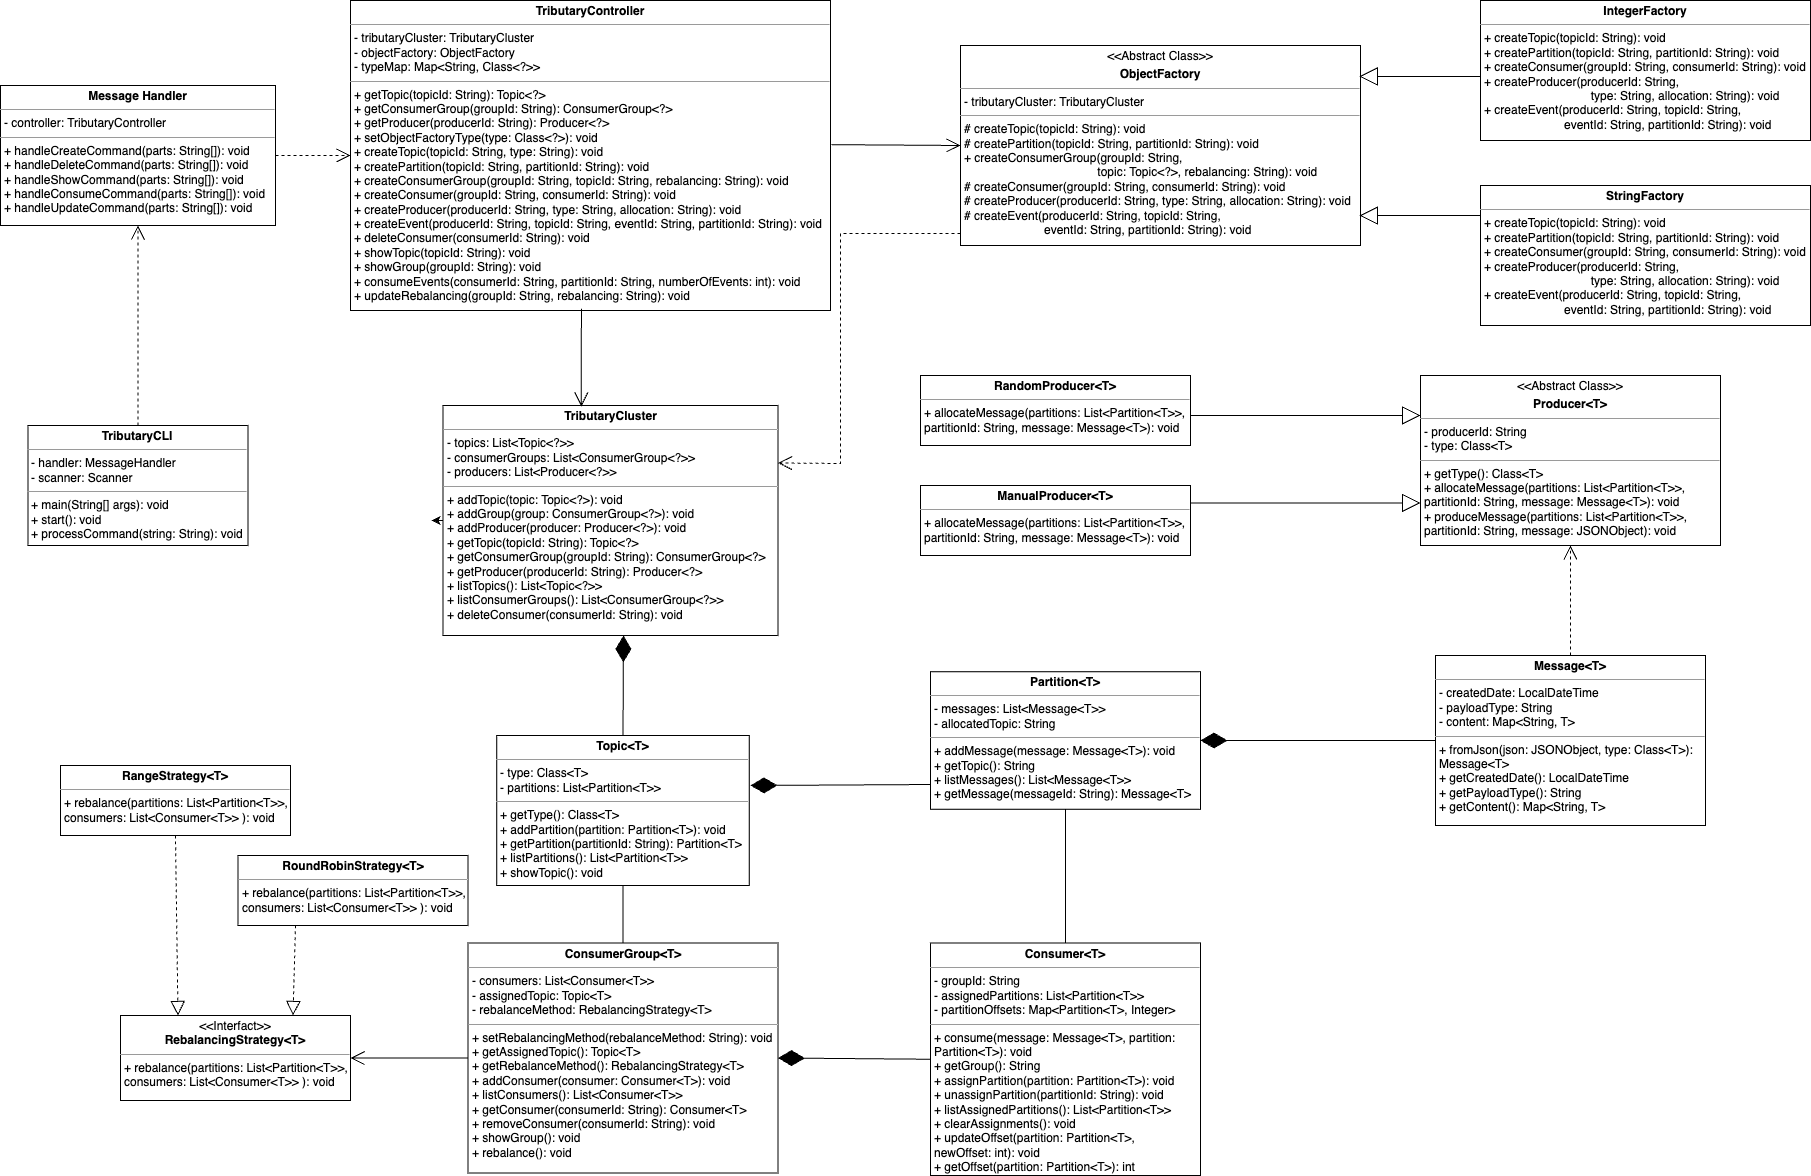 TributaryController
- tributaryCluster: TributaryCluster
- objectFactory: ObjectFactory
- typeMap: Map<String, Class<?>>
+ getTopic(topicId: String): Topic<?>
+ getConsumerGroup(groupId: String): ConsumerGroup<?>
+ getProducer(producerId: String): Producer<?>
+ setObjectFactoryType(type: Class<?>): void
+ createTopic(topicId: String, type: String): void
+ createPartition(topicId: String, partitionId: String): void
+ createConsumerGroup(groupId: String, topicId: String, rebalancing: String): void
+ createConsumer(groupId: String, consumerId: String): void
+ createProducer(producerId: String, type: String, allocation: String): void
+ createEvent(producerId: String, topicId: String, eventId: String, partitionId: String): void
+ deleteConsumer(consumerId: String): void
+ showTopic(topicId: String): void
+ showGroup(groupId: String): void
+ consumeEvents(consumerId: String, partitionId: String, numberOfEvents: int): void
+ updateRebalancing(groupId: String, rebalancing: String): void
Message Handler
- controller: TributaryController
+ handleCreateCommand(parts: String[]): void
+ handleDeleteCommand(parts: String[]): void
+ handleShowCommand(parts: String[]): void
+ handleConsumeCommand(parts: String[]): void
+ handleUpdateCommand(parts: String[]): void
<<Abstract Class>>
ObjectFactory
- tributaryCluster: TributaryCluster
# createTopic(topicId: String): void
# createPartition(topicId: String, partitionId: String): void
+ createConsumerGroup(groupId: String,
topic: Topic<?>, rebalancing: String): void
# createConsumer(groupId: String, consumerId: String): void
# createProducer(producerId: String, type: String, allocation: String): void
# createEvent(producerId: String, topicId: String,
eventId: String, partitionId: String): void
IntegerFactory
+ createTopic(topicId: String): void
+ createPartition(topicId: String, partitionId: String): void
+ createConsumer(groupId: String, consumerId: String): void
+ createProducer(producerId: String,
type: String, allocation: String): void
+ createEvent(producerId: String, topicId: String,
eventId: String, partitionId: String): void
StringFactory
+ createTopic(topicId: String): void
+ createPartition(topicId: String, partitionId: String): void
+ createConsumer(groupId: String, consumerId: String): void
+ createProducer(producerId: String,
type: String, allocation: String): void
+ createEvent(producerId: String, topicId: String,
eventId: String, partitionId: String): void
TributaryCLI
- handler: MessageHandler
- scanner: Scanner
+ main(String[] args): void
+ start(): void
+ processCommand(string: String): void
TributaryCluster
- topics: List<Topic<?>>
- consumerGroups: List<ConsumerGroup<?>>
- producers: List<Producer<?>>
+ addTopic(topic: Topic<?>): void
+ addGroup(group: ConsumerGroup<?>): void
+ addProducer(producer: Producer<?>): void
+ getTopic(topicId: String): Topic<?>
+ getConsumerGroup(groupId: String): ConsumerGroup<?>
+ getProducer(producerId: String): Producer<?>
+ listTopics(): List<Topic<?>>
+ listConsumerGroups(): List<ConsumerGroup<?>>
+ deleteConsumer(consumerId: String): void
RandomProducer<T>
+ allocateMessage(partitions: List<Partition<T>>,
partitionId: String, message: Message<T>): void
ManualProducer<T>
+ allocateMessage(partitions: List<Partition<T>>,
partitionId: String, message: Message<T>): void
<<Abstract Class>>
Producer<T>
- producerId: String
- type: Class<T>
+ getType(): Class<T>
+ allocateMessage(partitions: List<Partition<T>>,
partitionId: String, message: Message<T>): void
+ produceMessage(partitions: List<Partition<T>>,
partitionId: String, message: JSONObject): void
Message<T>
- createdDate: LocalDateTime
- payloadType: String
- content: Map<String, T>
+ fromJson(json: JSONObject, type: Class<T>):
Message<T>
+ getCreatedDate(): LocalDateTime
+ getPayloadType(): String
+ getContent(): Map<String, T>
Partition<T>
- messages: List<Message<T>>
- allocatedTopic: String
+ addMessage(message: Message<T>): void
+ getTopic(): String
+ listMessages(): List<Message<T>>
+ getMessage(messageId: String): Message<T>
Topic<T>
- type: Class<T>
- partitions: List<Partition<T>>
+ getType(): Class<T>
+ addPartition(partition: Partition<T>): void
+ getPartition(partitionId: String): Partition<T>
+ listPartitions(): List<Partition<T>>
+ showTopic(): void
RangeStrategy<T>
+ rebalance(partitions: List<Partition<T>>,
consumers: List<Consumer<T>> ): void
RoundRobinStrategy<T>
+ rebalance(partitions: List<Partition<T>>,
consumers: List<Consumer<T>> ): void
<<Interfact>>
RebalancingStrategy<T>
+ rebalance(partitions: List<Partition<T>>,
consumers: List<Consumer<T>> ): void
ConsumerGroup<T>
- consumers: List<Consumer<T>>
- assignedTopic: Topic<T>
- rebalanceMethod: RebalancingStrategy<T>
+ setRebalancingMethod(rebalanceMethod: String): void
+ getAssignedTopic(): Topic<T>
+ getRebalanceMethod(): RebalancingStrategy<T>
+ addConsumer(consumer: Consumer<T>): void
+ listConsumers(): List<Consumer<T>>
+ getConsumer(consumerId: String): Consumer<T>
+ removeConsumer(consumerId: String): void
+ showGroup(): void
+ rebalance(): void
Consumer<T>
- groupId: String
- assignedPartitions: List<Partition<T>>
- partitionOffsets: Map<Partition<T>, Integer>
+ consume(message: Message<T>, partition:
Partition<T>): void
+ getGroup(): String
+ assignPartition(partition: Partition<T>): void
+ unassignPartition(partitionId: String): void
+ listAssignedPartitions(): List<Partition<T>>
+ clearAssignments(): void
+ updateOffset(partition: Partition<T>,
newOffset: int): void
+ getOffset(partition: Partition<T>): int